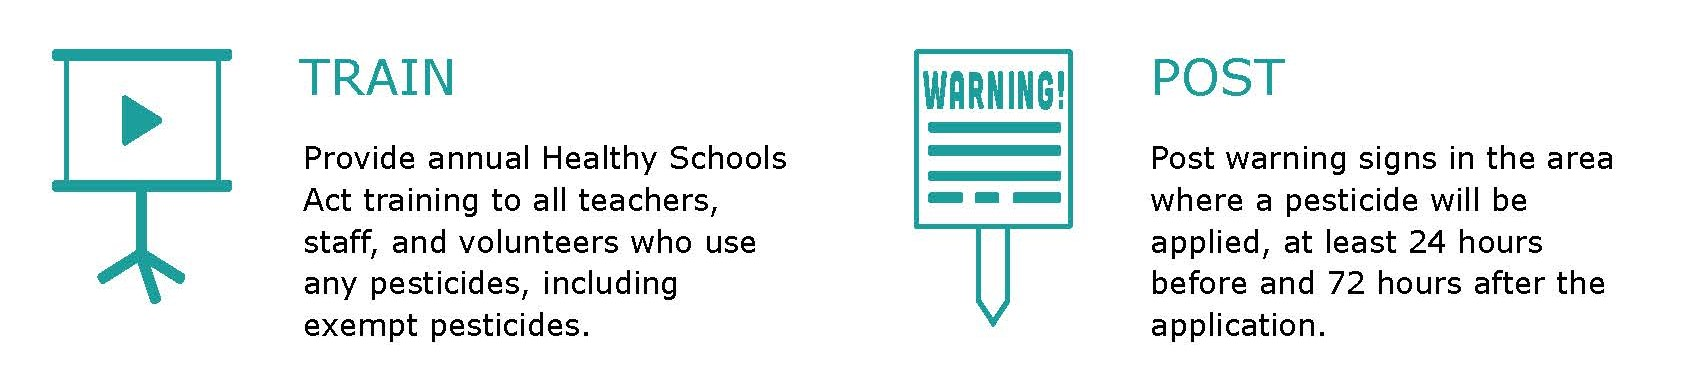 TRAIN
Provide annual Healthy Schools
Act training to all teachers,
staff, and volunteers who use
any pesticides, including
exempt pesticides.
WARNING!
POST
Post warning signs in the area
where a pesticide will be
applied, at least 24 hours
before and 72 hours after the
application.